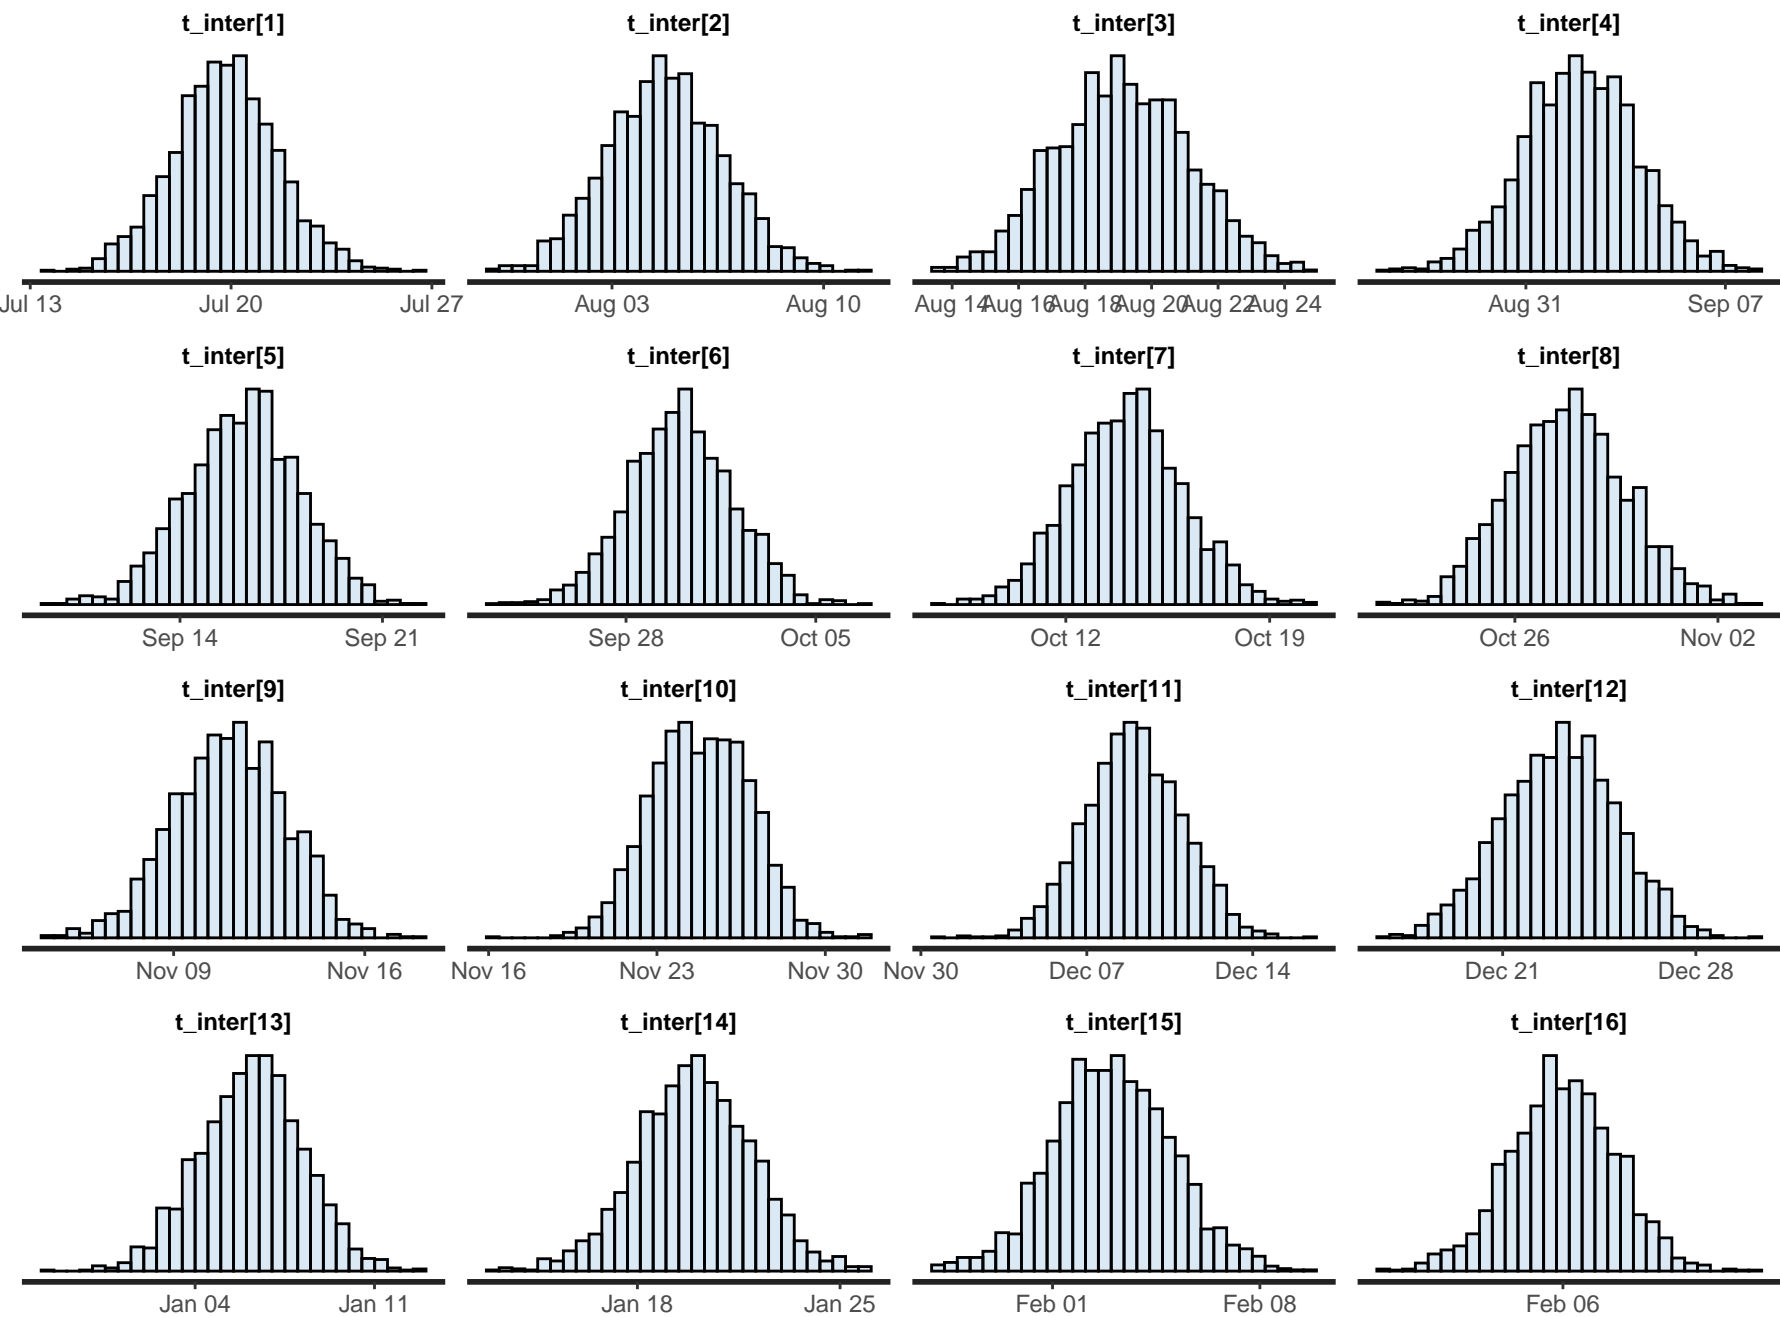 t_inter[1] t_inter[2] t_inter[3] t_inter[4]
Jul 13 Jul 20 Jul 27 Aug 03 Aug 10 Aug 14 Aug 16 Aug 18 Aug 20 Aug 22 Aug 24 Aug 31 Sep 07
t_inter[5] t_inter[6] t_inter[7] t_inter[8]
Sep 14 Sep 21 Sep 28 Oct 05 Oct 12 Oct 19 Oct 26 Nov 02
t_inter[9] t_inter[10] t_inter[11] t_inter[12]
Nov 09 Nov 16 Nov 16 Nov 23 Nov 30 Nov 30 Dec 07 Dec 14 Dec 21 Dec 28
t_inter[13] t_inter[14] t_inter[15] t_inter[16]
Jan 04 Jan 11 Jan 18 Jan 25 Feb 01 Feb 08 Feb 06